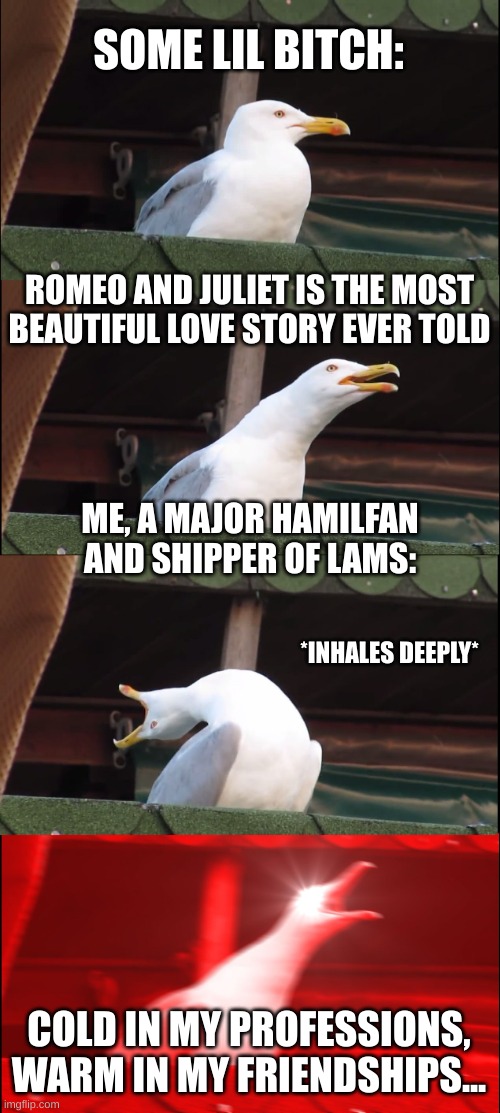 SOME LIL BITCH:
ROMEO AND JULIET IS THE MOST
BEAUTIFUL LOVE STORY EVER TOLD
ME, A MAJOR HAMILFAN
AND SHIPPER OF LAMS:
*INHALES DEEPLY*
COLD IN MY PROFESSIONS,
WARM IN MY FRIENDSHIPS...
imgflip.com